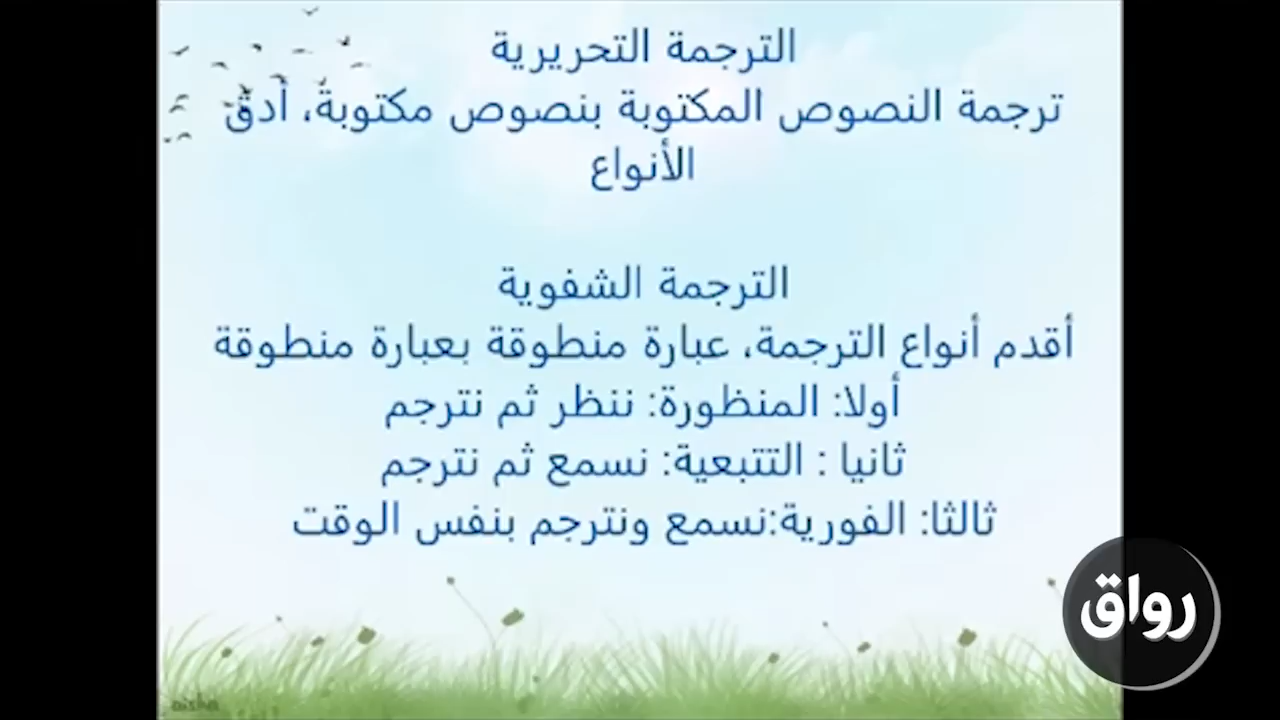 الترجمة التحريرية
ترجمة النصوص المكتوبة بنصوص مكتوبة، أدقّ
الأنواع
الترجمة الشفوية
أقدم أنواع الترجمة، عبارة منطوقة بعبارة منطوقة
أولا: المنظورة: ننظر ثم نترجم
ثانيا : التتبعية: نسمع ثم نترجم
ثالثا: الفورية:نسمع ونترجم بنفس الوقت
رواق
aisha